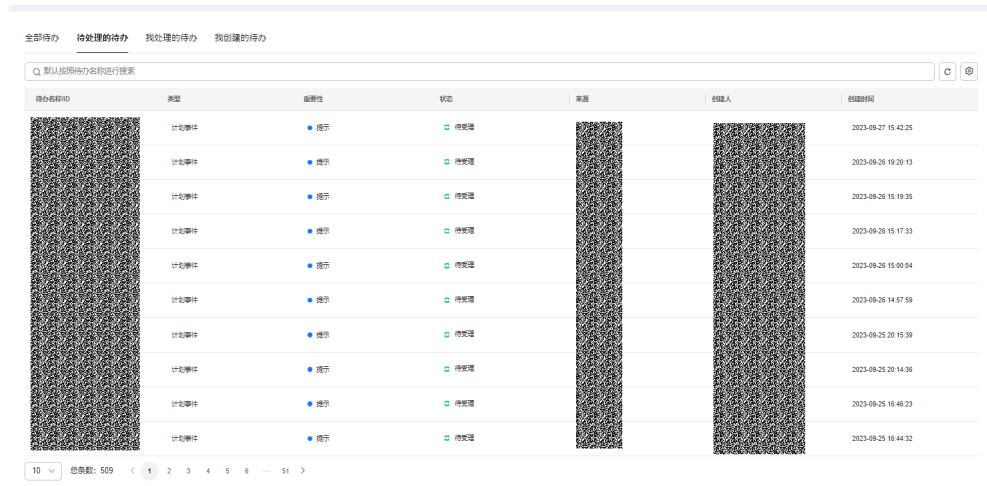 全部待办 待处理的待办 我处理的待办 我创建的待办
默认按照待办名称进行搜索
待办名称/ID 类型 重要性 状态 来源 创建人 创建时间
计划事件 提示 待受理 2023-09-27 15:42:25
计划事件 提示 待受理 2023-09-26 19:20:13
计划事件 提示 待受理 2023-09-26 15:19:35
计划事件 提示 待受理 2023-09-26 15:17:33
计划事件 提示 待受理 2023-09-26 15:00:04
计划事件 提示 待受理 2023-09-26 14:57:59
计划事件 提示 待受理 2023-09-25 20:15:39
计划事件 提示 待受理 2023-09-25 20:14:36
计划事件 提示 待受理 2023-09-25 16:46:23
计划事件 提示 待受理 2023-09-25 16:44:32
10 总条数: 509 < 1 2 3 4 5 6 ... 51 >